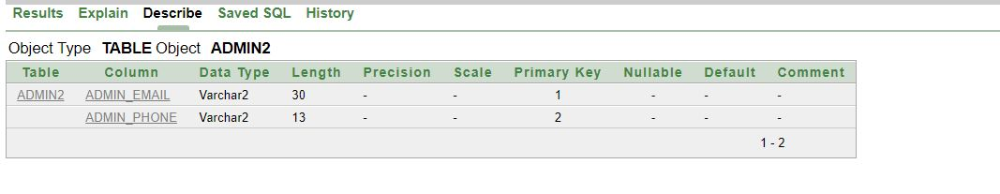 Results Explain Describe Saved SQL History
Object Type TABLE Object ADMIN2
Table Column Data Type Length Precision Scale Primary Key Nullable Default Comment
ADMIN2 ADMIN_EMAIL Varchar2 30 - - 1 - - -
ADMIN_PHONE Varchar2 13 - - 2 - - -
1 - 2